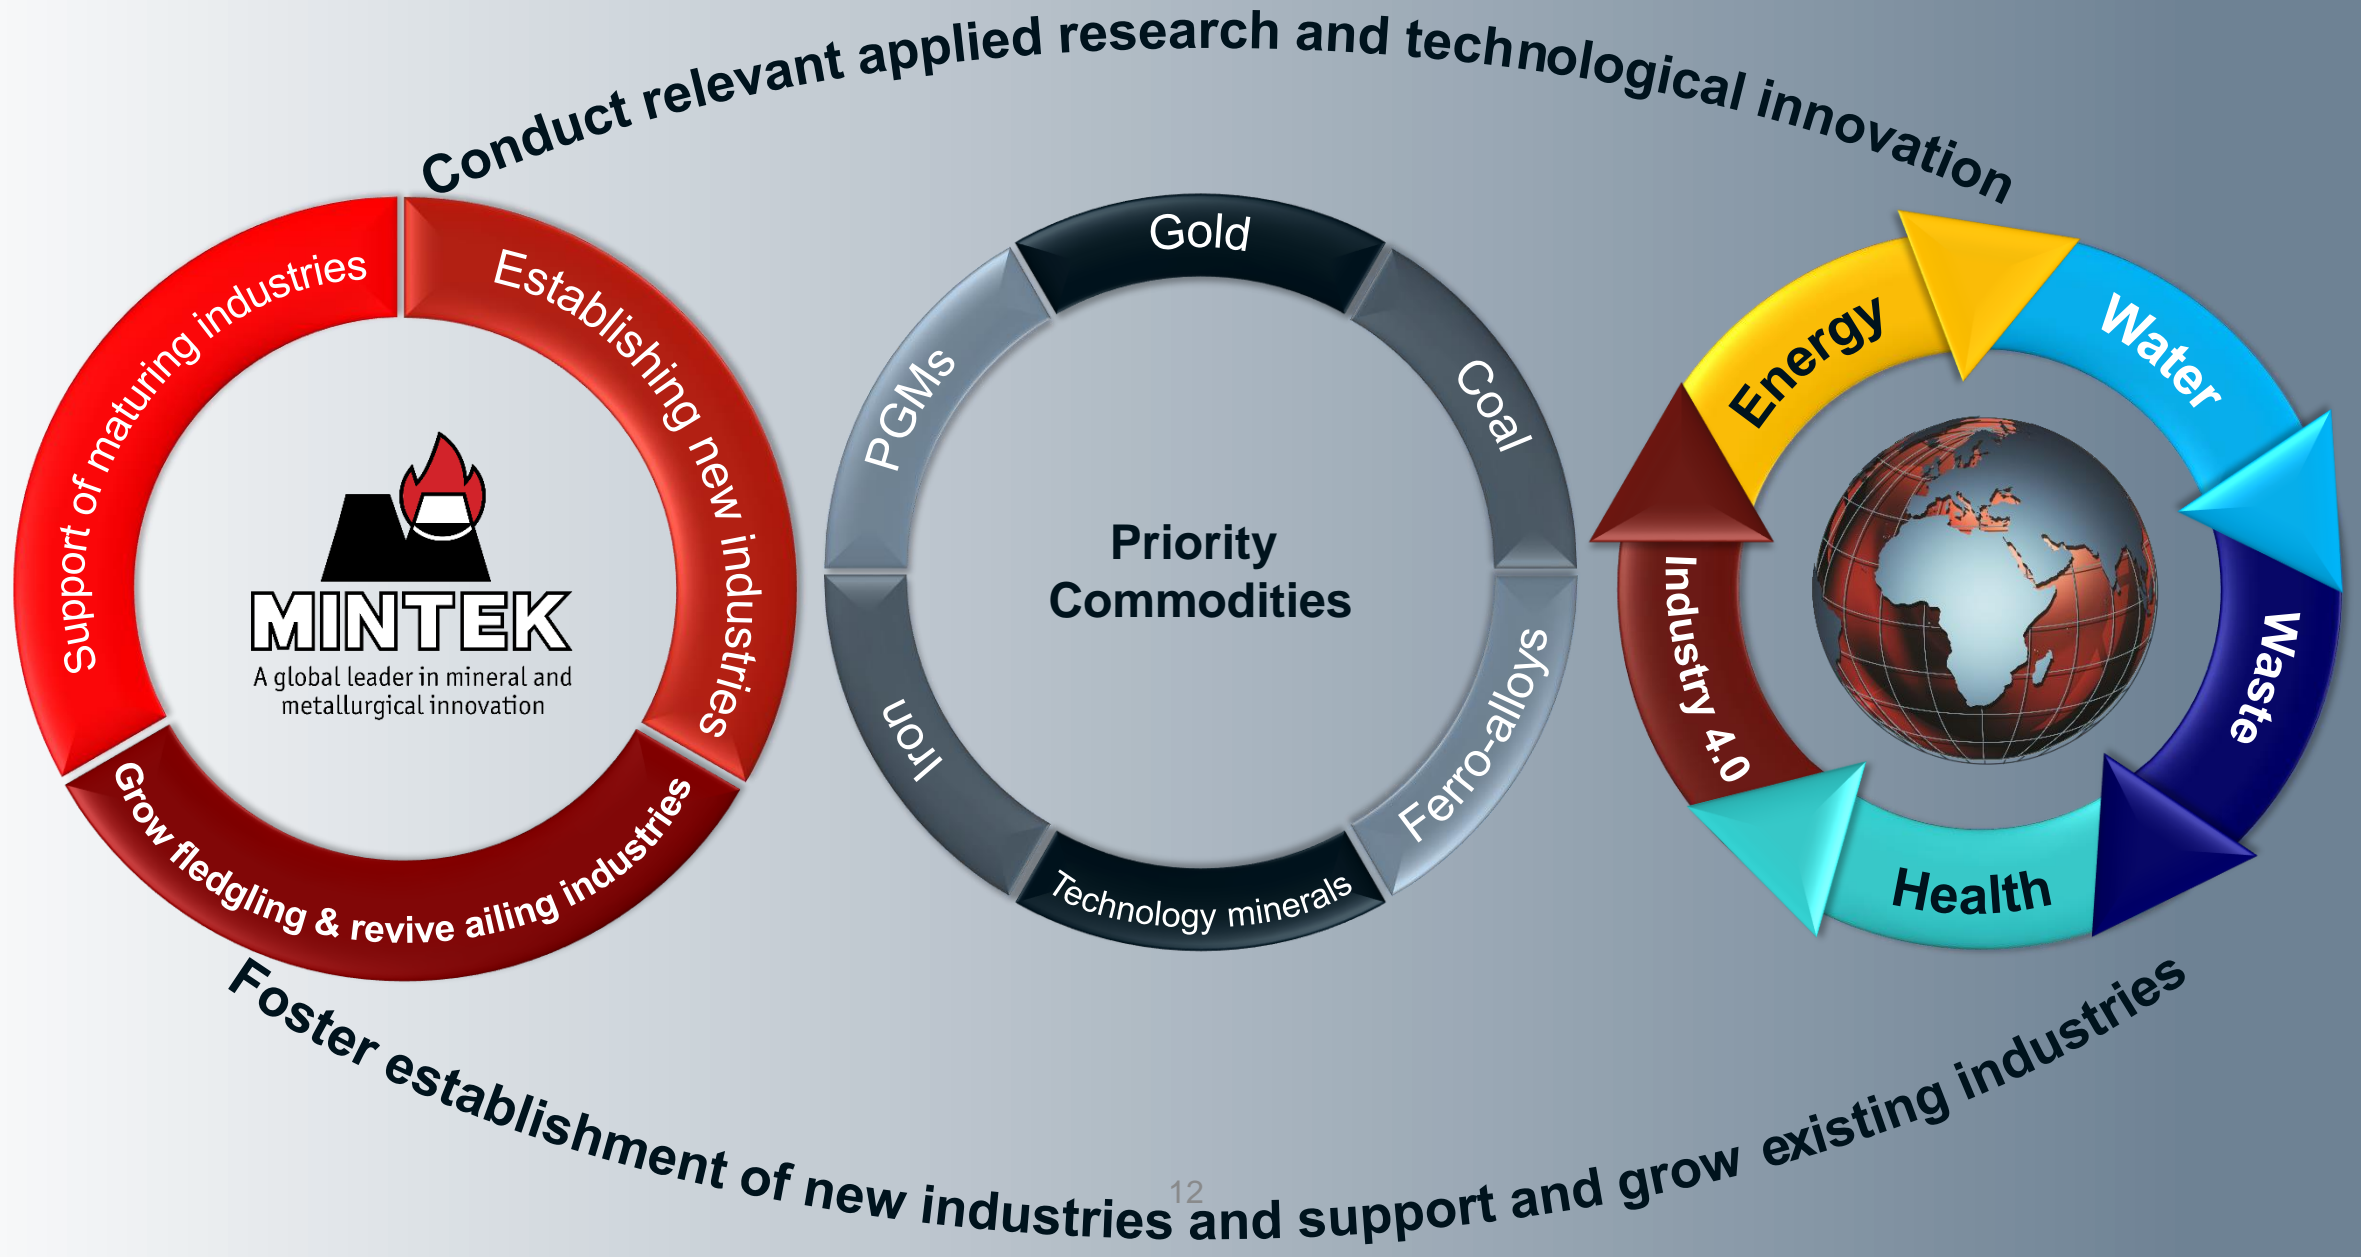 Conduct relevant applied research and technological innovation
Support of maturing industries
Establishing new industries
Grow fledgling & revive ailing industries
MINTEK
A global leader in mineral and
metallurgical innovation
Gold
Coal
Ferro-alloys
Technology minerals
Iron
PGMs
Priority
Commodities
Energy
Water
Waste
Health
Industry 4.0
Foster establishment of new industries and support and grow existing industries
12